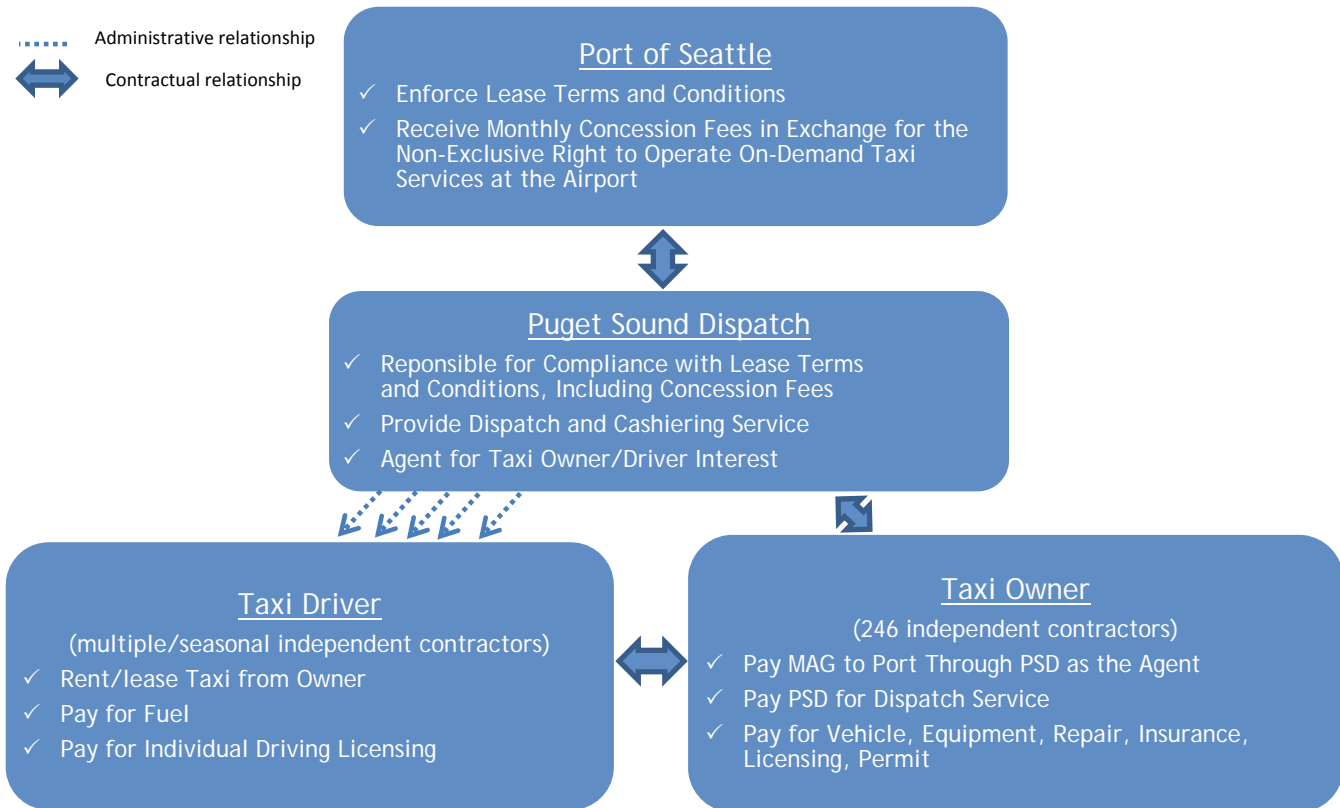 Administrative relationship
Contractual relationship
Port of Seattle
✓ Enforce Lease Terms and Conditions
✓ Receive Monthly Concession Fees in Exchange for the
Non-Exclusive Right to Operate On-Demand Taxi
Services at the Airport
Puget Sound Dispatch
✓ Reponsible for Compliance with Lease Terms
and Conditions, Including Concession Fees
✓ Provide Dispatch and Cashiering Service
✓ Agent for Taxi Owner/Driver Interest
Taxi Driver
(multiple/seasonal independent contractors)
✓ Rent/lease Taxi from Owner
✓ Pay for Fuel
✓ Pay for Individual Driving Licensing
Taxi Owner
(246 independent contractors)
✓ Pay MAG to Port Through PSD as the Agent
✓ Pay PSD for Dispatch Service
✓ Pay for Vehicle, Equipment, Repair, Insurance,
Licensing, Permit